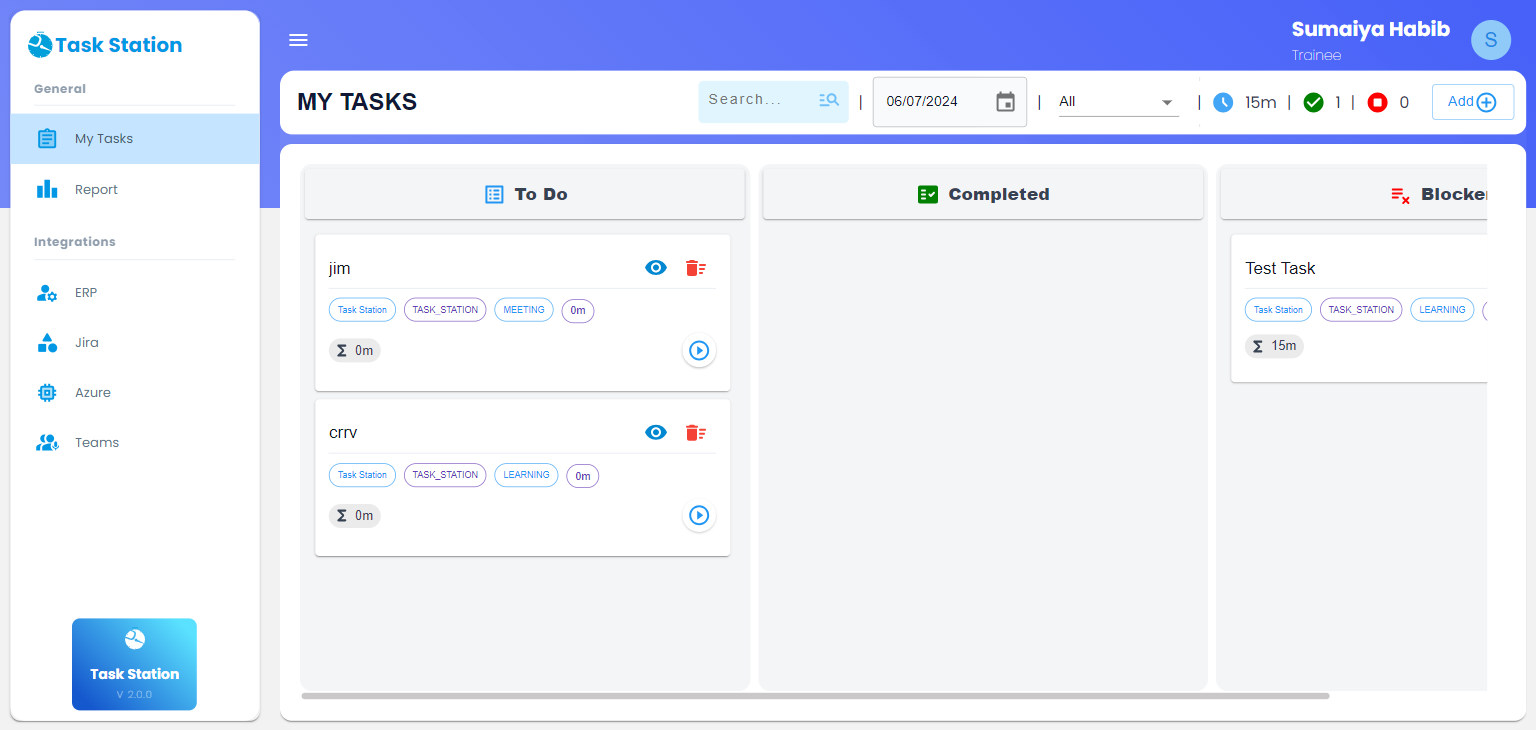 Task Station
General
My Tasks
Report
Integrations
ERP
Jira
Azure
Teams
Task Station
V 2.0.0
Sumaiya Habib
Trainee
S
MY TASKS
Search...
|
06/07/2024
|
All
|
15m
|
1
|
0
Add
To Do
jim
Task Station
TASK_STATION
MEETING
0m
Σ 0m
crrv
Task Station
TASK_STATION
LEARNING
0m
Σ 0m
Completed
Blocke
Test Task
Task Station
TASK_STATION
LEARNING
Σ 15m